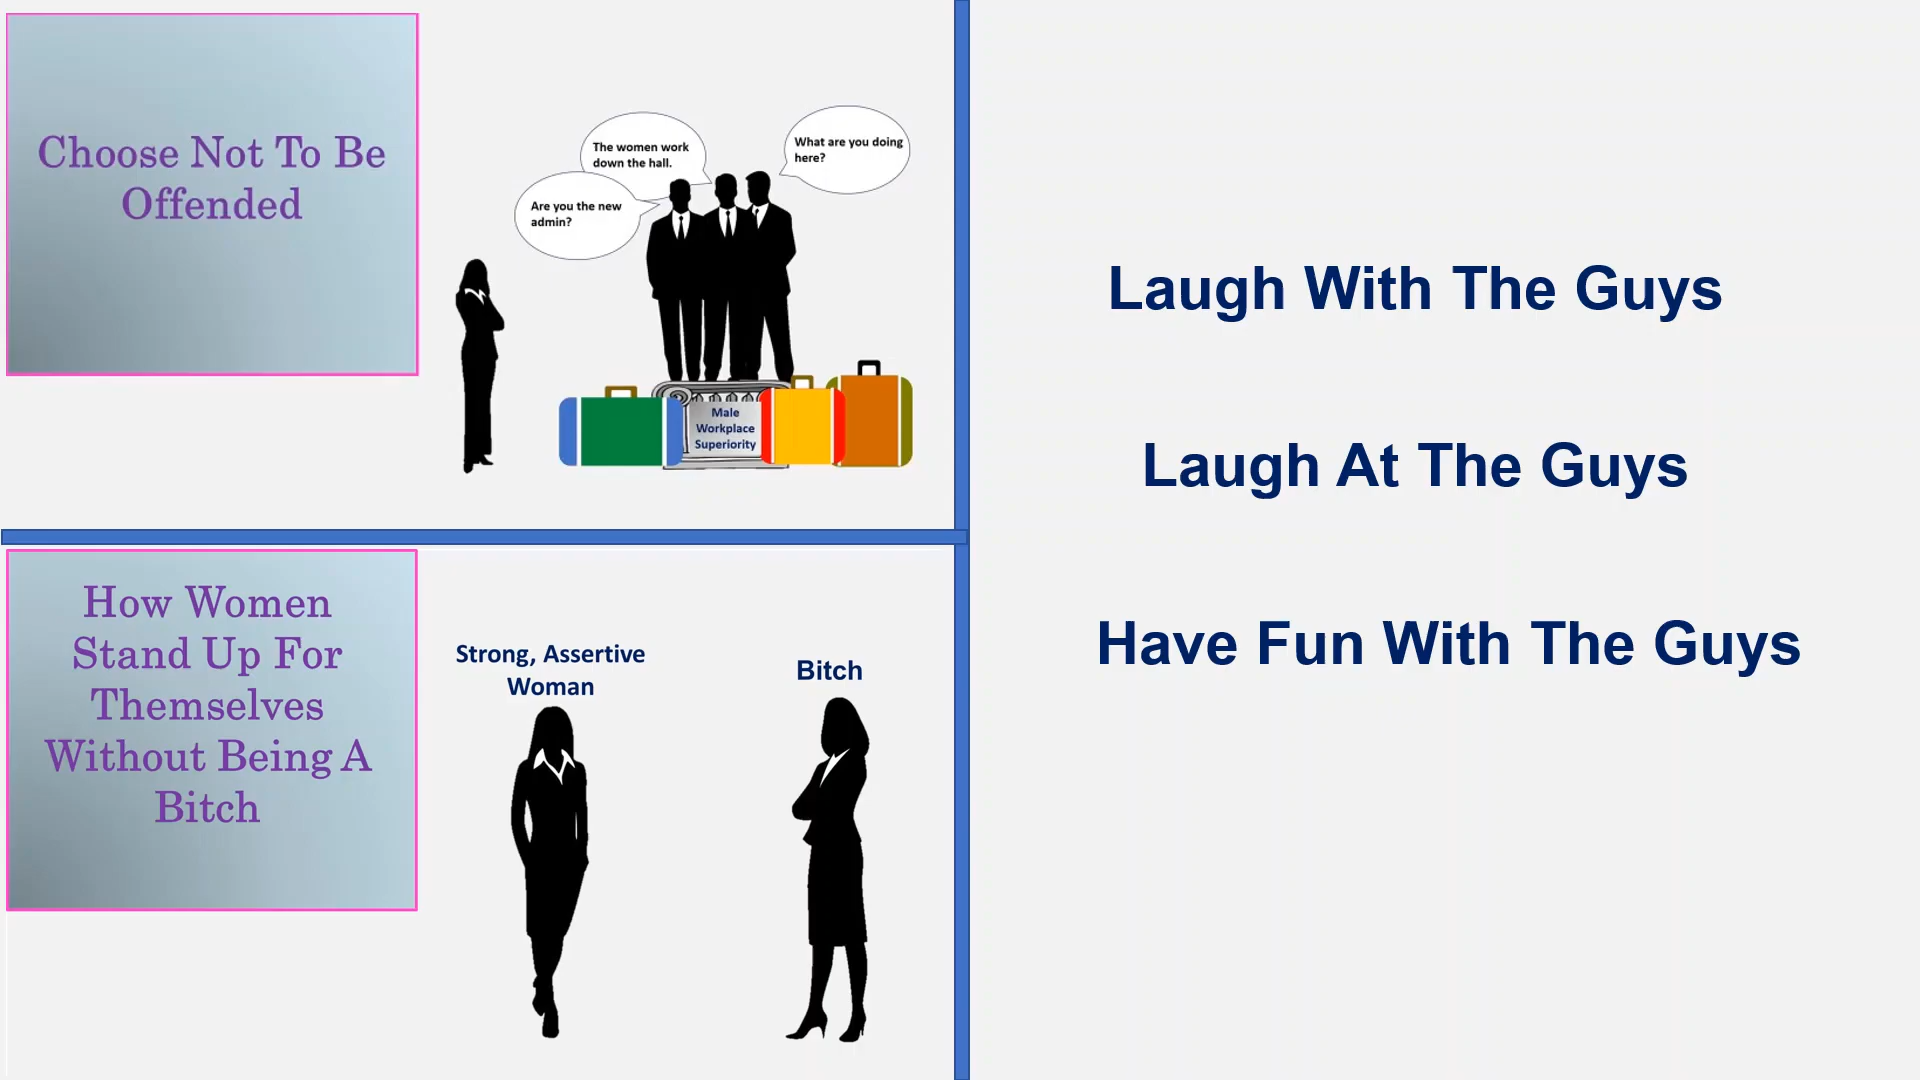 Choose Not To Be
Offended
The women work
down the hall.
What are you doing
here?
Are you the new
admin?
Male
Workplace
Superiority
How Women
Stand Up For
Themselves
Without Being A
Bitch
Strong, Assertive
Woman
Bitch
Laugh With The Guys
Laugh At The Guys
Have Fun With The Guys